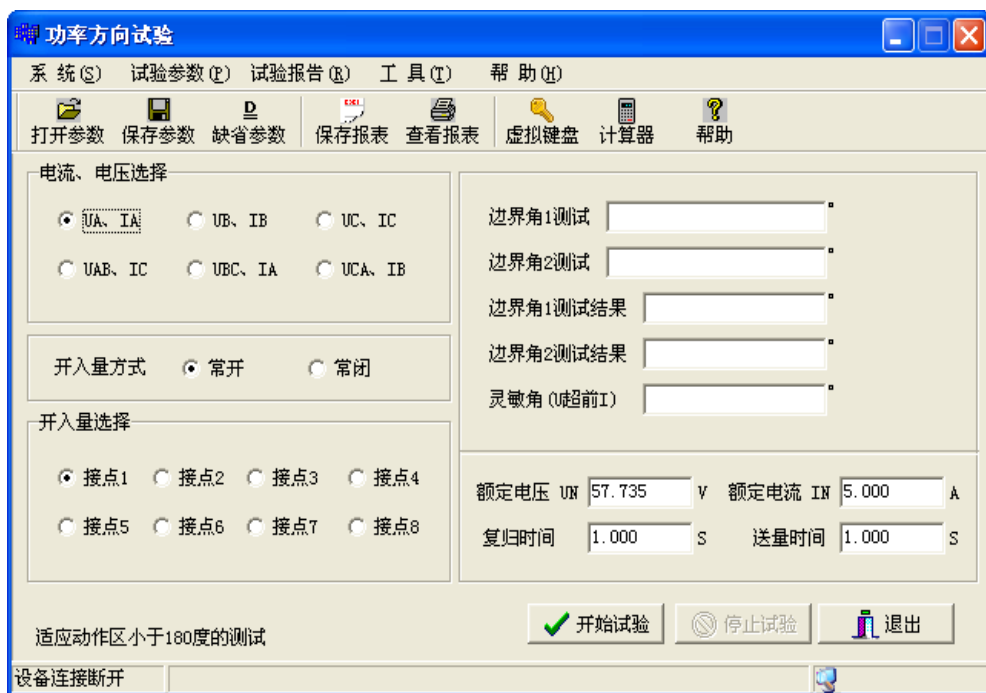 功率方向试验
系 统(S) 试验参数(P) 试验报告(R) 工 具(T) 帮 助(H)
打开参数 保存参数 缺省参数 保存报表 查看报表 虚拟键盘 计算器 帮助
电流、电压选择
UA、IA UB、IB UC、IC
UAB、IC UBC、IA UCA、IB
开入量方式 常开 常闭
开入量选择
接点1 接点2 接点3 接点4
接点5 接点6 接点7 接点8
边界角1测试 °
边界角2测试 °
边界角1测试结果 °
边界角2测试结果 °
灵敏角(U超前I) °
额定电压 UN 57.735 V 额定电流 IN 5.000 A
复归时间 1.000 S 送量时间 1.000 S
适应动作区小于180度的测试
开始试验 停止试验 退出
设备连接断开